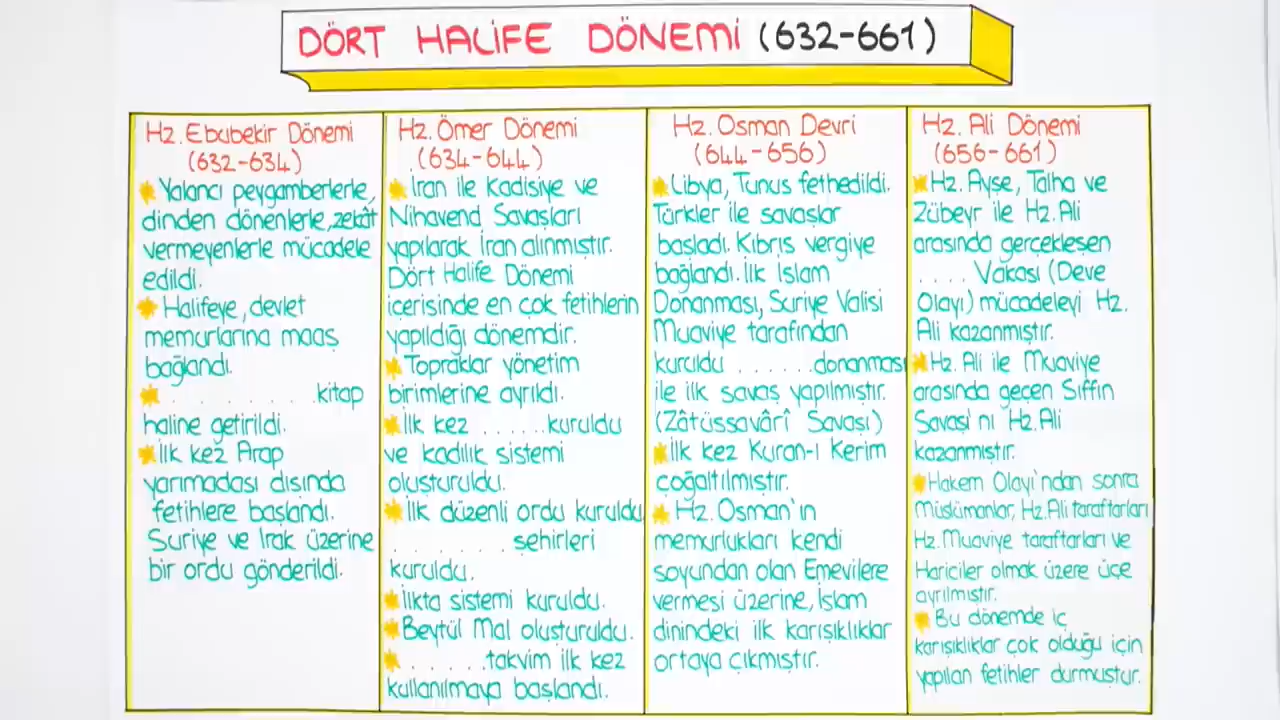 DÖRT HALİFE DÖNEMİ (632-661)
Hz. Ebubekir Dönemi
(632-634)
Yalancı peygamberlerle,
dinden dönenlerle, zekât
vermeyenlerle mücadele
edildi.
Halifeye, devlet
memurlarına maaş
bağlandı.
. . . . . . . . . kitap
haline getirildi.
İlk kez Arap
yarımadası dışında
fetihlere başlandı.
Suriye ve Irak üzerine
bir ordu gönderildi.
Hz. Ömer Dönemi
(634-644)
İran ile Kadisiye ve
Nihavend Savaşları
yapılarak İran alınmıştır.
Dört Halife Dönemi
içerisinde en çok fetihlerin
yapıldığı dönemdir.
Topraklar yönetim
birimlerine ayrıldı.
İlk kez . . . . . . kuruldu
ve kadılık sistemi
oluşturuldu.
İlk düzenli ordu kuruldu
. . . . . . . . şehirleri
kuruldu.
İlkta sistemi kuruldu.
Beytül Mal oluşturuldu.
. . . . . . takvim ilk kez
kullanılmaya başlandı.
Hz. Osman Devri
(644-656)
Libya, Tunus fethedildi.
Türkler ile savaşlar
başladı. Kıbrıs vergiye
bağlandı. İlk İslam
Donanması, Suriye Valisi
Muaviye tarafından
kuruldu . . . . . . donanması
ile ilk savaş yapılmıştır.
(Zâtüssavârî Savaşı)
İlk kez Kuran-ı Kerim
çoğaltılmıştır.
Hz. Osman'ın
memurlukları kendi
soyundan olan Emevilere
vermesi üzerine, İslam
dinindeki ilk karışıklıklar
ortaya çıkmıştır.
Hz. Ali Dönemi
(656-661)
Hz. Ayşe, Talha ve
Zübeyr ile Hz. Ali
arasında gerçekleşen
. . . . Vakası (Deve
Olayı) mücadeleyi Hz.
Ali kazanmıştır.
Hz. Ali ile Muaviye
arasında geçen Sıffin
Savaşı'nı Hz. Ali
kazanmıştır.
Hakem Olayı'ndan sonra
Müslümanlar, Hz. Ali taraftarları
Hz. Muaviye taraftarları ve
Hariciler olmak üzere üçe
ayrılmıştır.
Bu dönemde iç
karışıklıklar çok olduğu için
yapılan fetihler durmuştur.